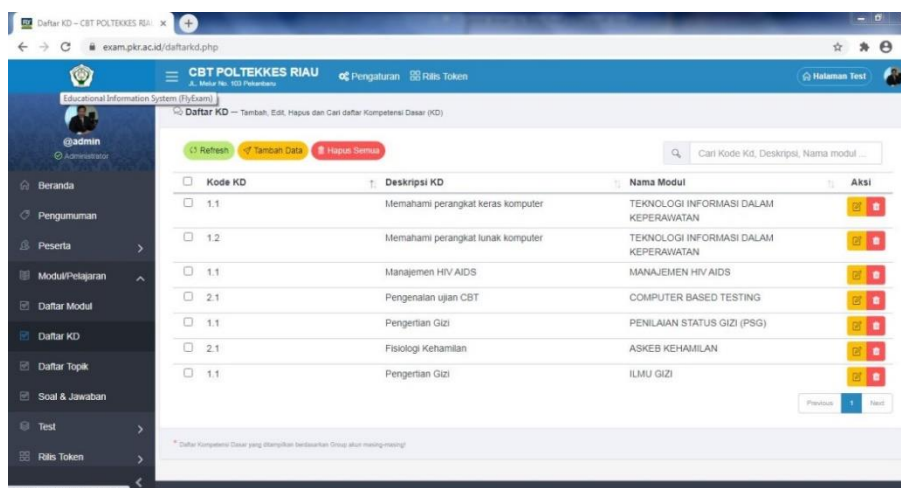 Daftar KD – CBT POLTEKKES RIAU
exam.pkr.ac.id/daftarkd.php
CBT POLTEKKES RIAU
JL. Melur No. 103 Pekanbaru
Pengaturan
Rilis Token
Halaman Test
Educational Information System (FlyExam)
Daftar KD — Tambah, Edit, Hapus dan Cari daftar Kompetensi Dasar (KD)
@admin
Administrator
Refresh
Tambah Data
Hapus Semua
Cari Kode Kd, Deskripsi, Nama modul ...
Beranda
Pengumuman
Peserta
Modul/Pelajaran
Daftar Modul
Daftar KD
Daftar Topik
Soal & Jawaban
Test
Rilis Token
Kode KD Deskripsi KD Nama Modul Aksi
1.1 Memahami perangkat keras komputer TEKNOLOGI INFORMASI DALAM
KEPERAWATAN
1.2 Memahami perangkat lunak komputer TEKNOLOGI INFORMASI DALAM
KEPERAWATAN
1.1 Manajemen HIV AIDS MANAJEMEN HIV AIDS
2.1 Pengenalan ujian CBT COMPUTER BASED TESTING
1.1 Pengertian Gizi PENILAIAN STATUS GIZI (PSG)
2.1 Fisiologi Kehamilan ASKEB KEHAMILAN
1.1 Pengertian Gizi ILMU GIZI
Previous 1 Next
* Daftar Kompetensi Dasar yang ditampilkan berdasarkan Group akun masing-masing!